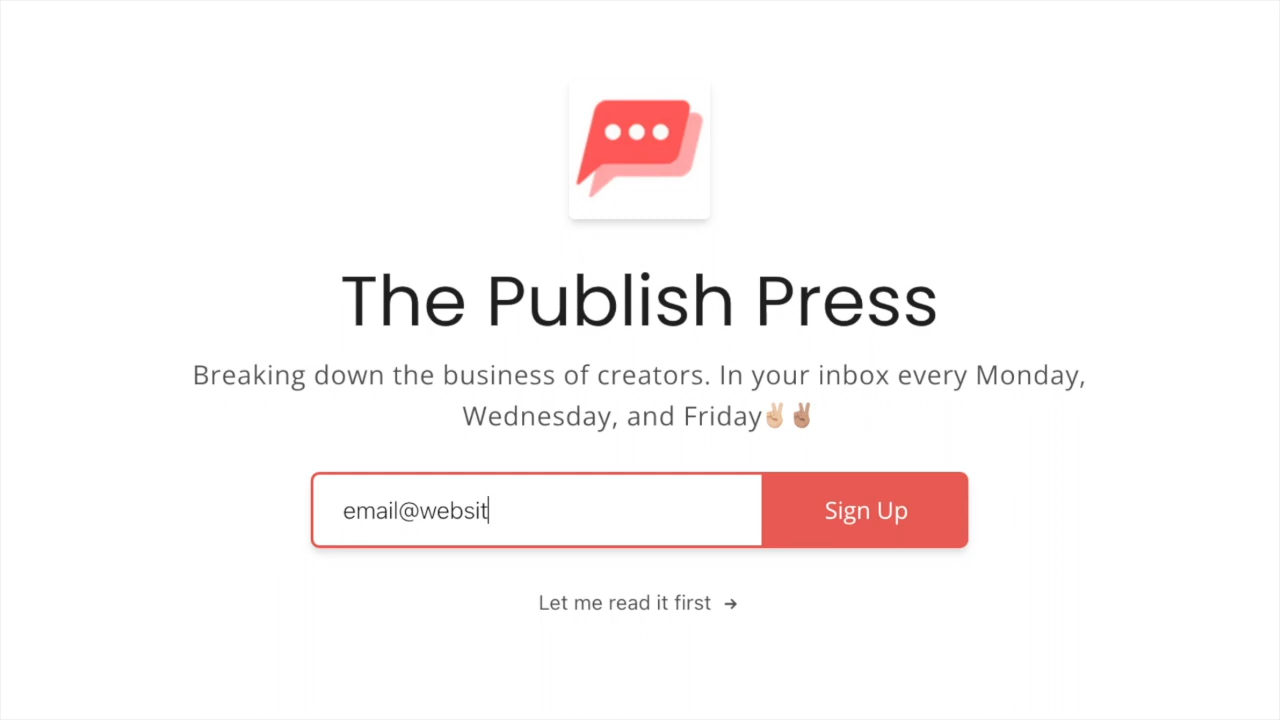 The Publish Press
Breaking down the business of creators. In your inbox every Monday,
Wednesday, and Friday✌🏼✌🏽
email@websit
Sign Up
Let me read it first →